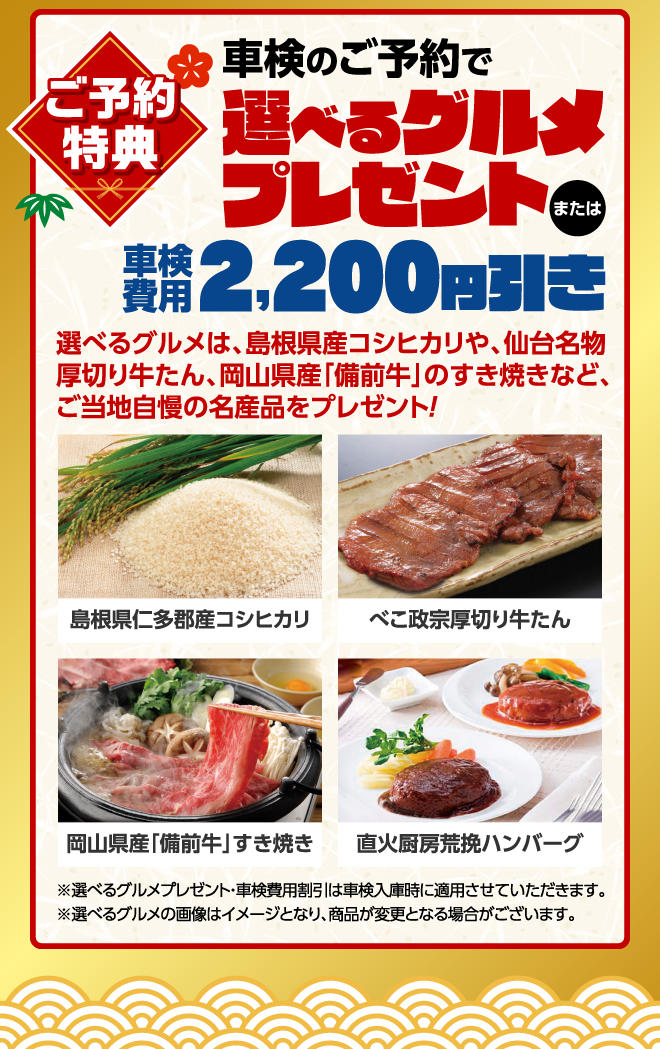 ご予約
特典
車検のご予約で
選べるグルメ
プレゼント
または
車検
費用
2,200円引き
選べるグルメは、島根県産コシヒカリや、仙台名物
厚切り牛たん、岡山県産「備前牛」のすき焼きなど、
ご当地自慢の名産品をプレゼント!
島根県仁多郡産コシヒカリ
べこ政宗厚切り牛たん
岡山県産「備前牛」すき焼き
直火厨房荒挽ハンバーグ
※選べるグルメプレゼント・車検費用割引は車検入庫時に適用させていただきます。
※選べるグルメの画像はイメージとなり、商品が変更となる場合がございます。